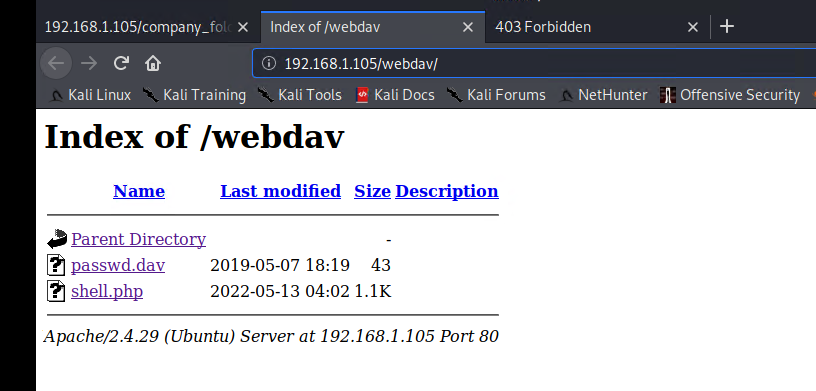 192.168.1.105/company_fol
Index of /webdav
403 Forbidden
192.168.1.105/webdav/
Kali Linux Kali Training Kali Tools Kali Docs Kali Forums NetHunter Offensive Security
Index of /webdav
Name Last modified Size Description
Parent Directory -
passwd.dav 2019-05-07 18:19 43
shell.php 2022-05-13 04:02 1.1K
Apache/2.4.29 (Ubuntu) Server at 192.168.1.105 Port 80